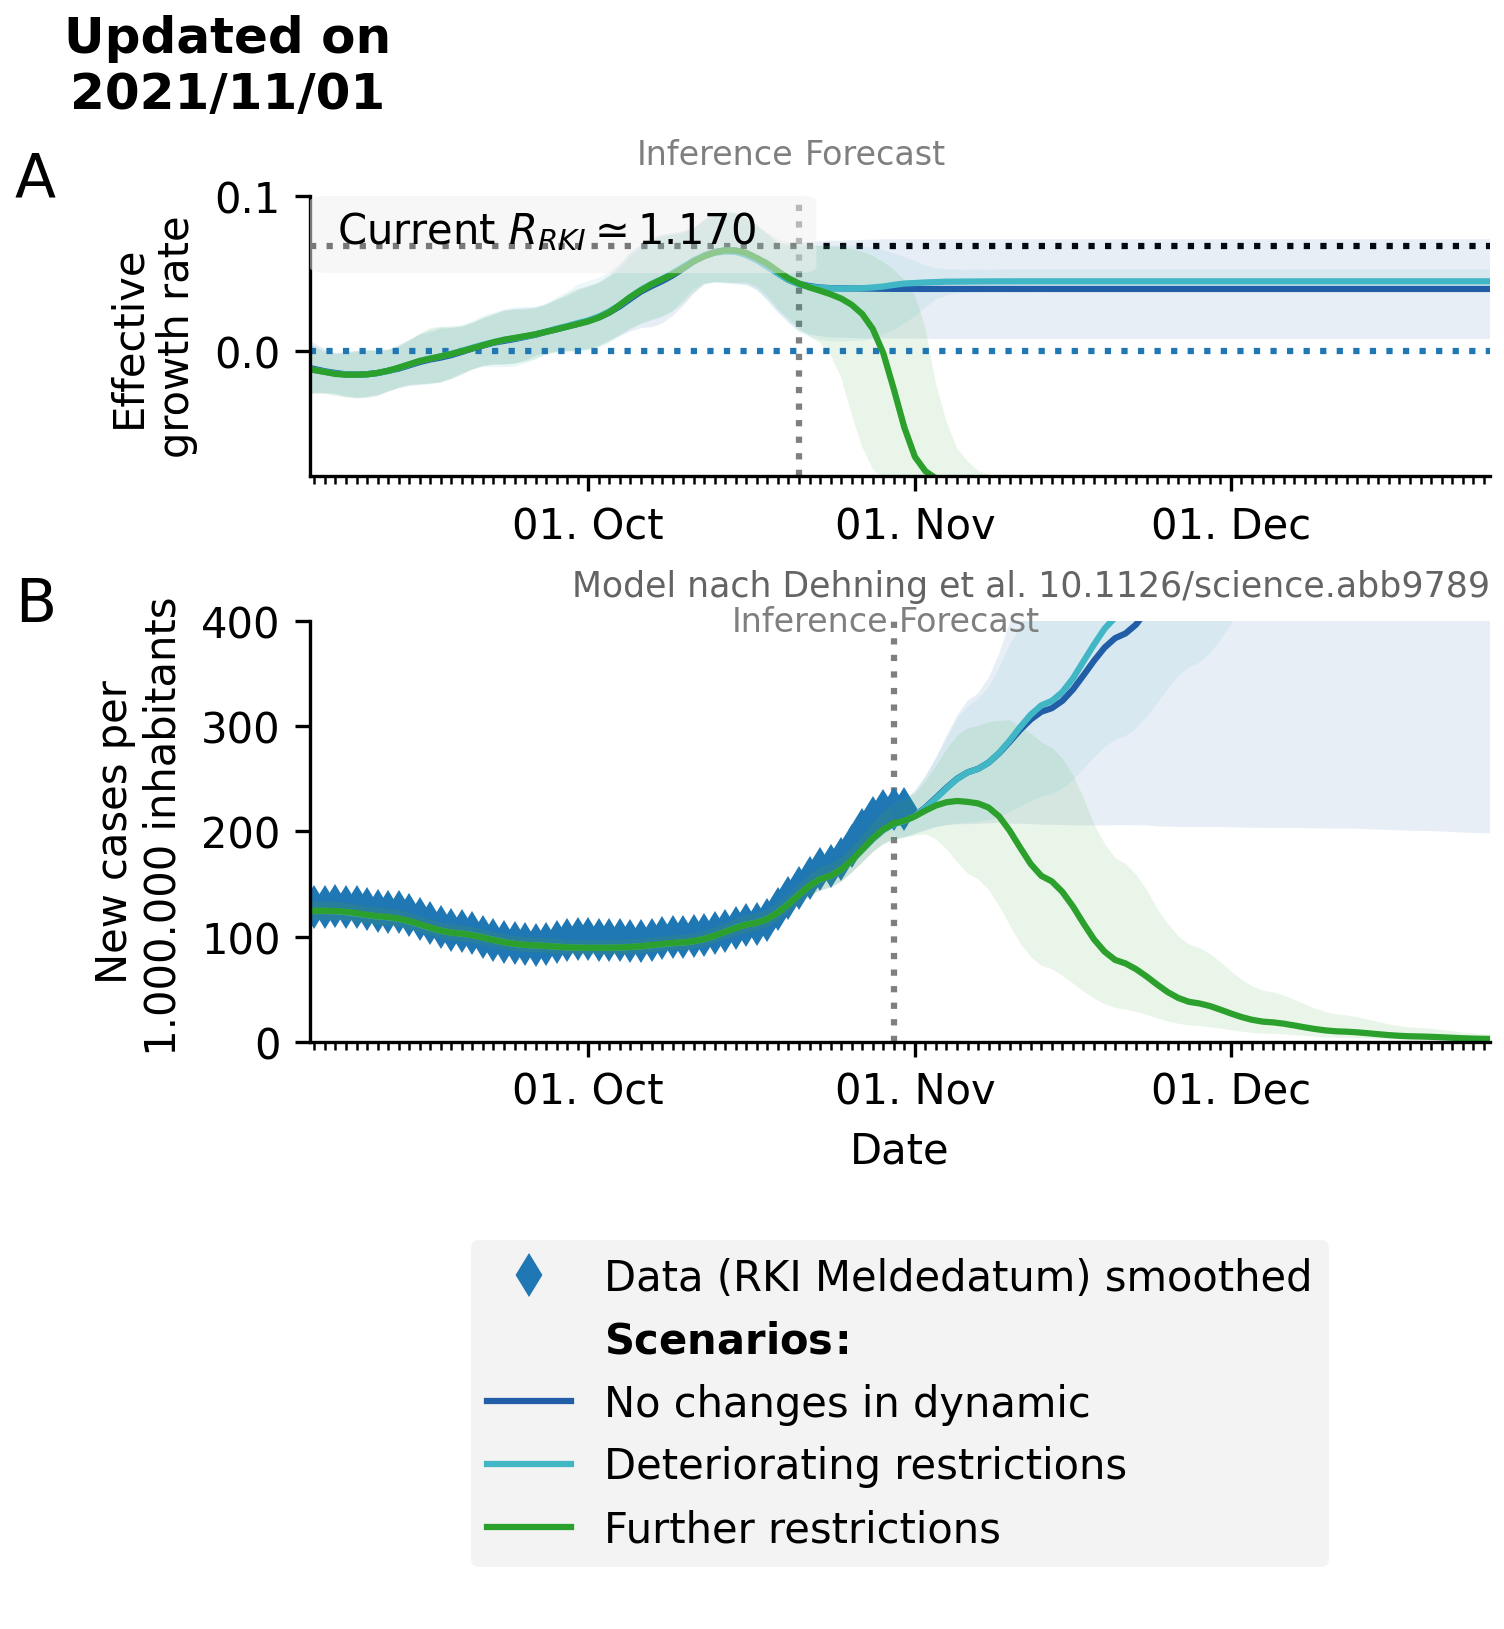 Updated on
2021/11/01
A
Inference Forecast
0.1
Current R_RKI ≃ 1.170
0.0
Effective
growth rate
01. Oct 01. Nov 01. Dec
B
Model nach Dehning et al. 10.1126/science.abb9789
Inference Forecast
400
300
200
100
0
New cases per
1.000.000 inhabitants
01. Oct 01. Nov 01. Dec
Date
Data (RKI Meldedatum) smoothed
Scenarios:
No changes in dynamic
Deteriorating restrictions
Further restrictions